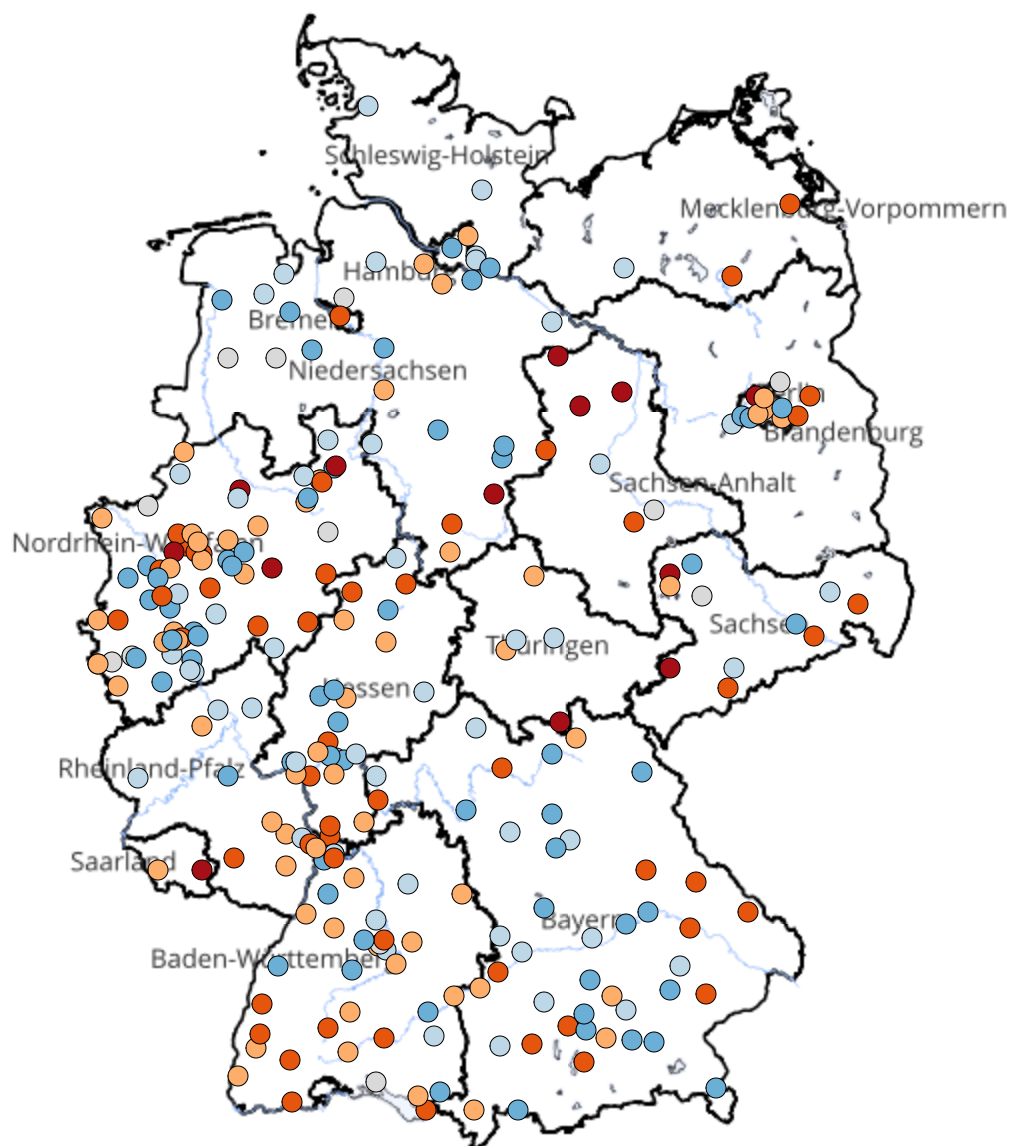 Schleswig-Holstein
Mecklenburg-Vorpommern
Hamburg
Bremen
Niedersachsen
Berlin
Brandenburg
Sachsen-Anhalt
Nordrhein-Westfalen
Sachsen
Thüringen
Hessen
Rheinland-Pfalz
Saarland
Bayern
Baden-Württemberg